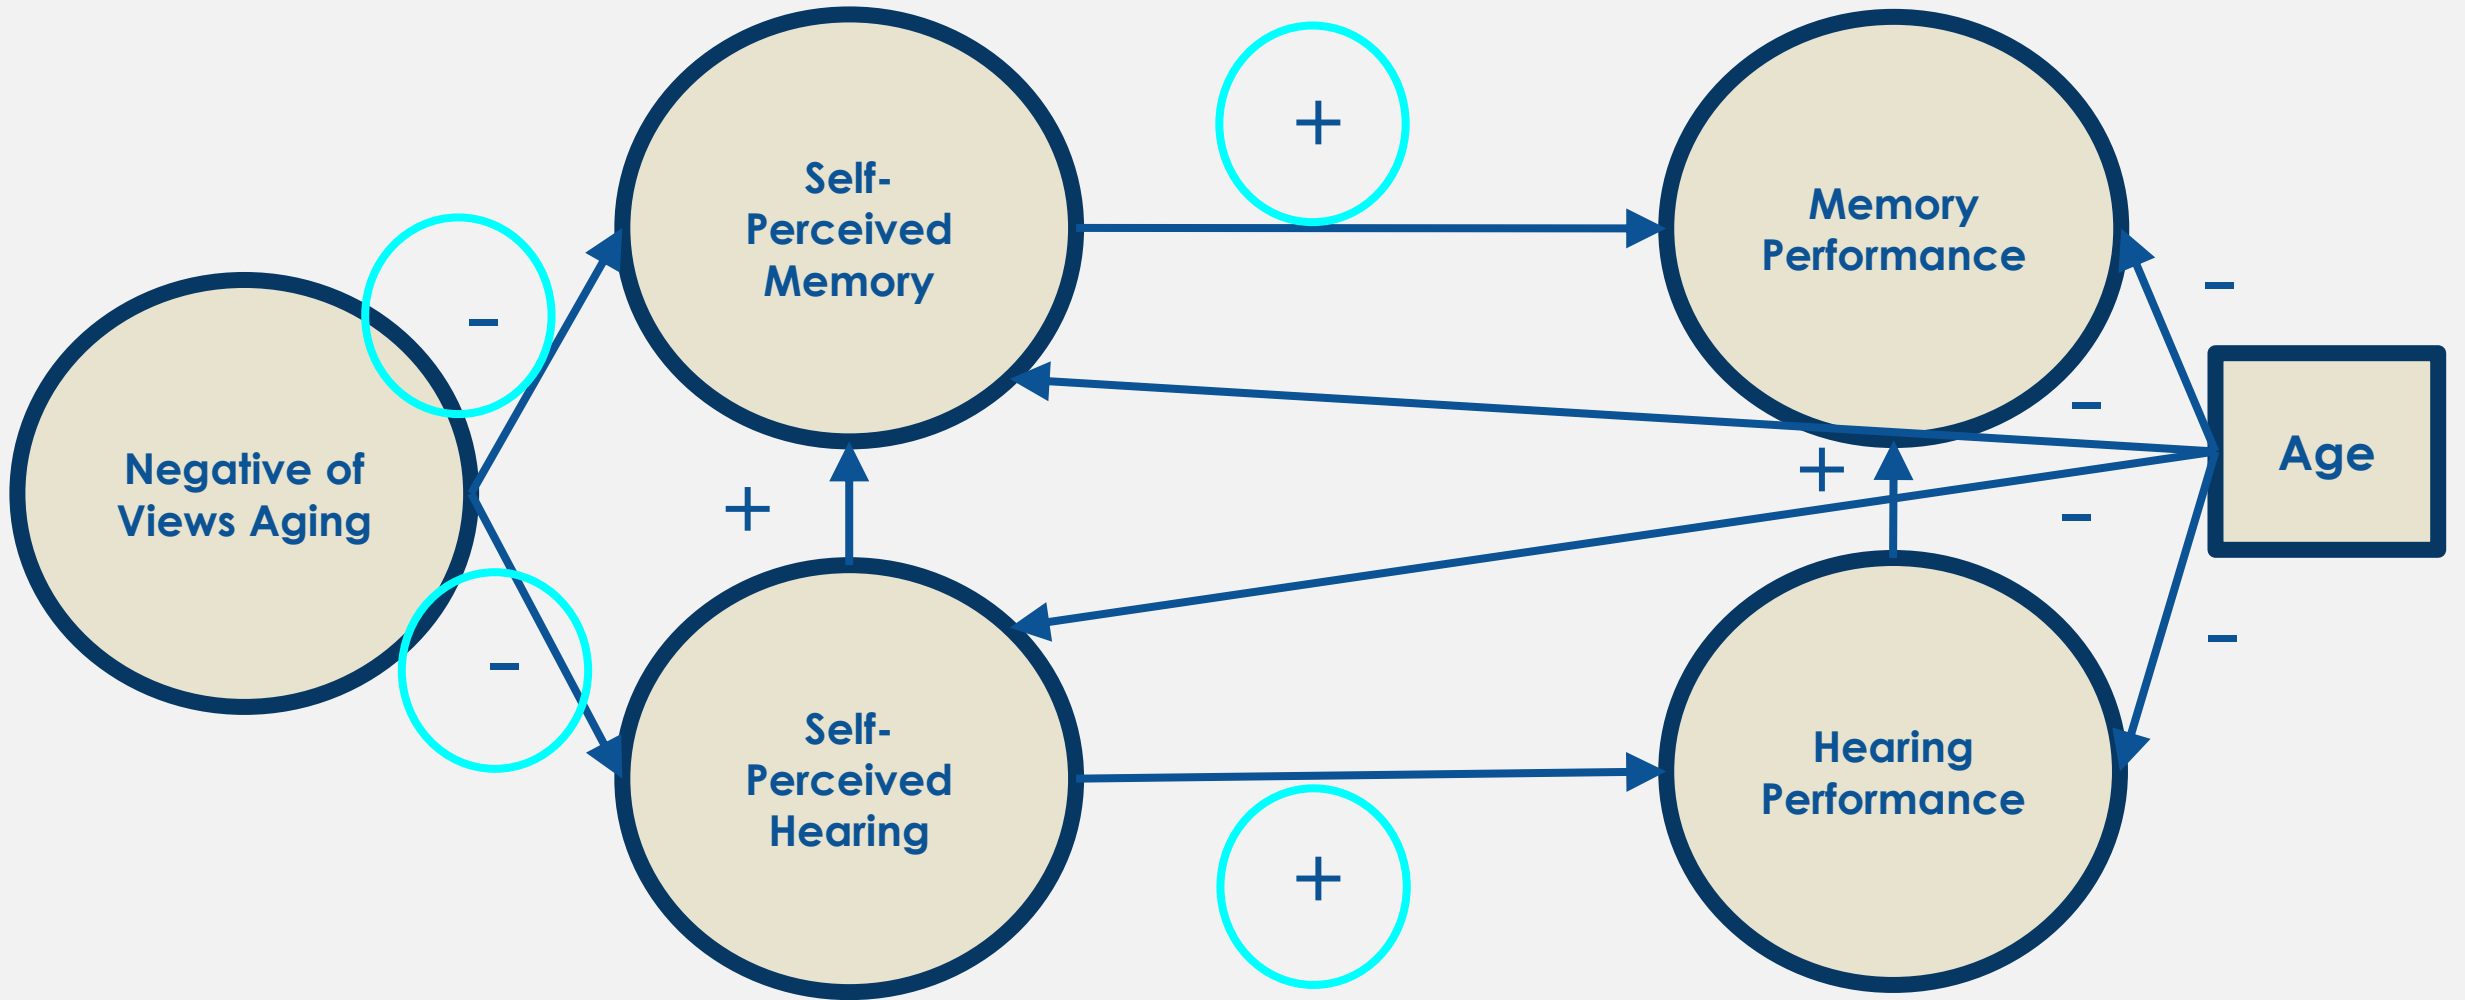 Self-
Perceived
Memory
+
Memory
Performance
–
–
Negative of
Views Aging
–
+
+
–
Age
–
–
Self-
Perceived
Hearing
+
Hearing
Performance